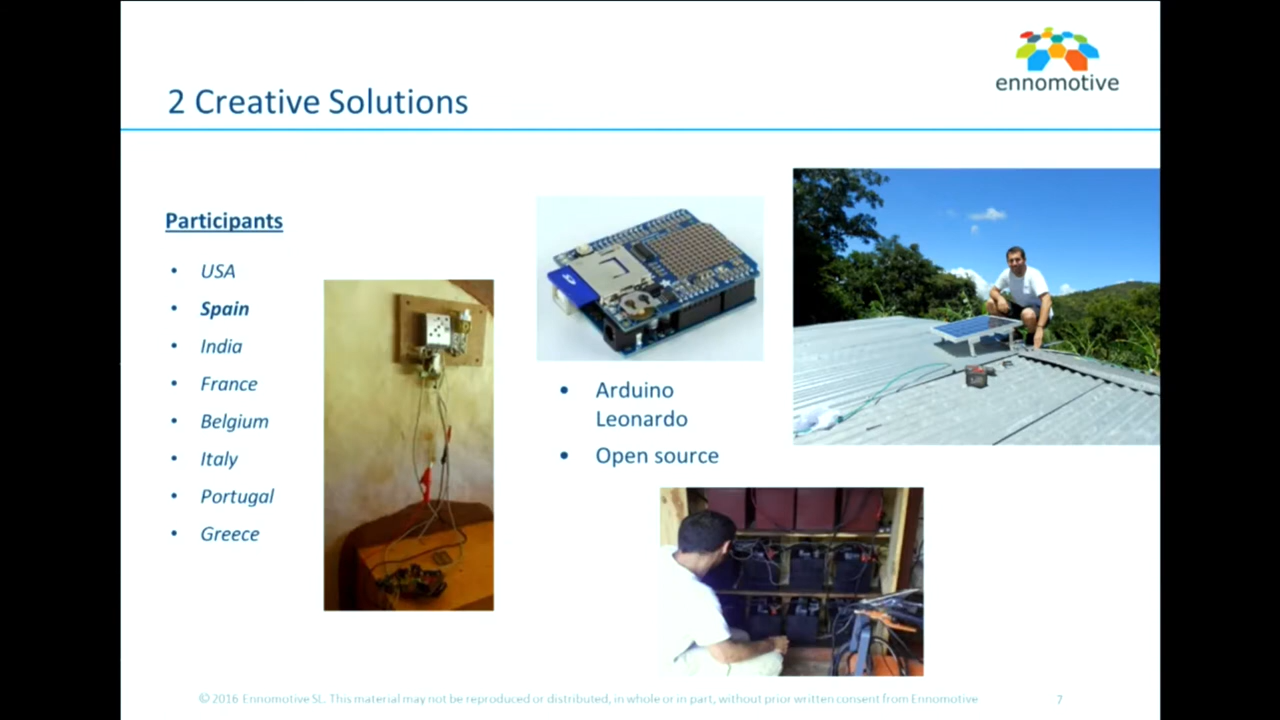 ennomotive
2 Creative Solutions
Participants
• USA
• Spain
• India
• France
• Belgium
• Italy
• Portugal
• Greece
• Arduino
Leonardo
• Open source
© 2016 Ennomotive SL. This material may not be reproduced or distributed, in whole or in part, without prior written consent from Ennomotive
7